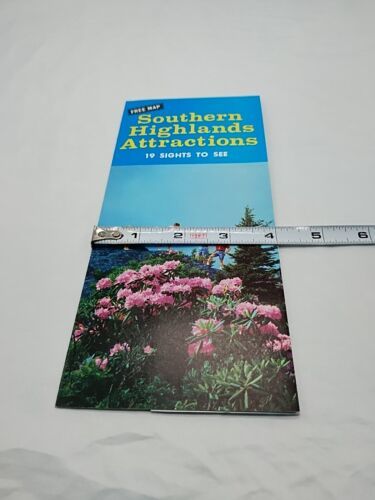 FREE MAP
Southern
Highlands
Attractions
19 SIGHTS TO SEE
1 2 3 4 5 6